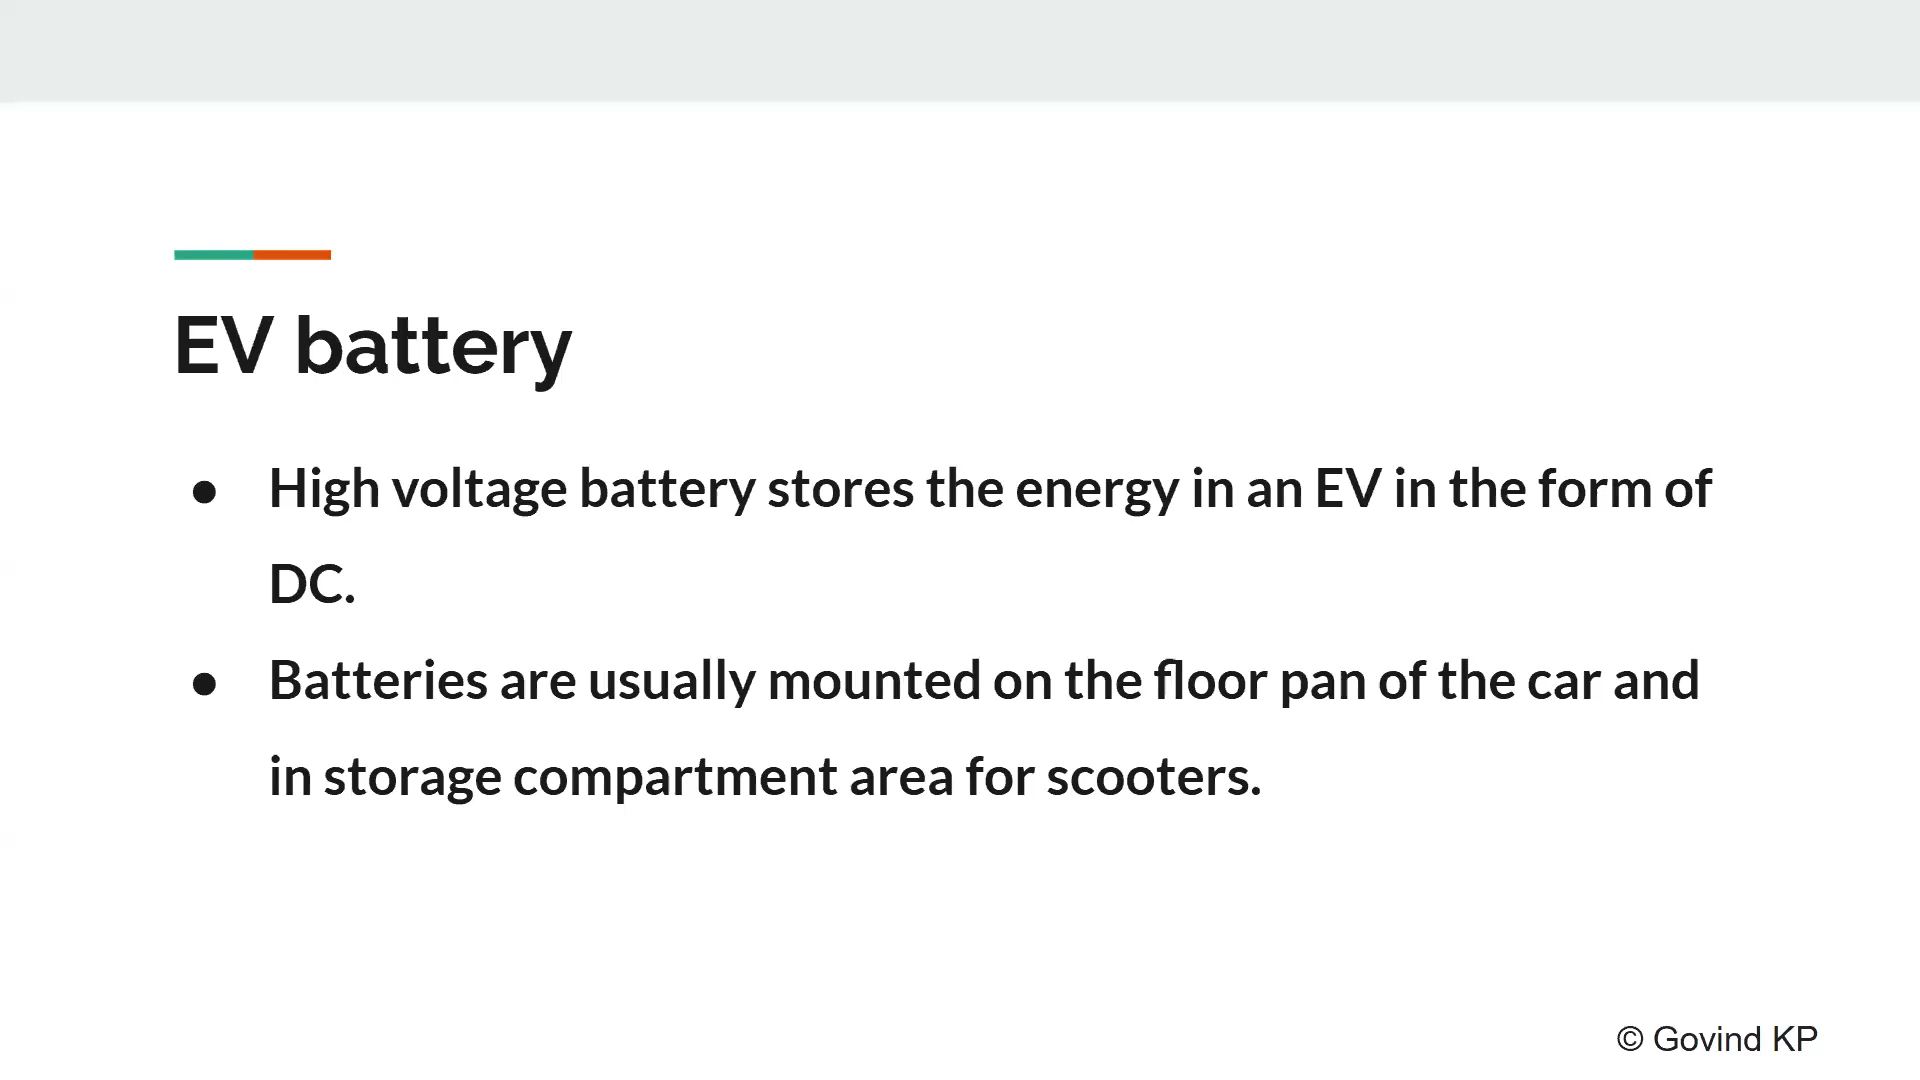 EV battery
● High voltage battery stores the energy in an EV in the form of
DC.
● Batteries are usually mounted on the floor pan of the car and
in storage compartment area for scooters.
© Govind KP